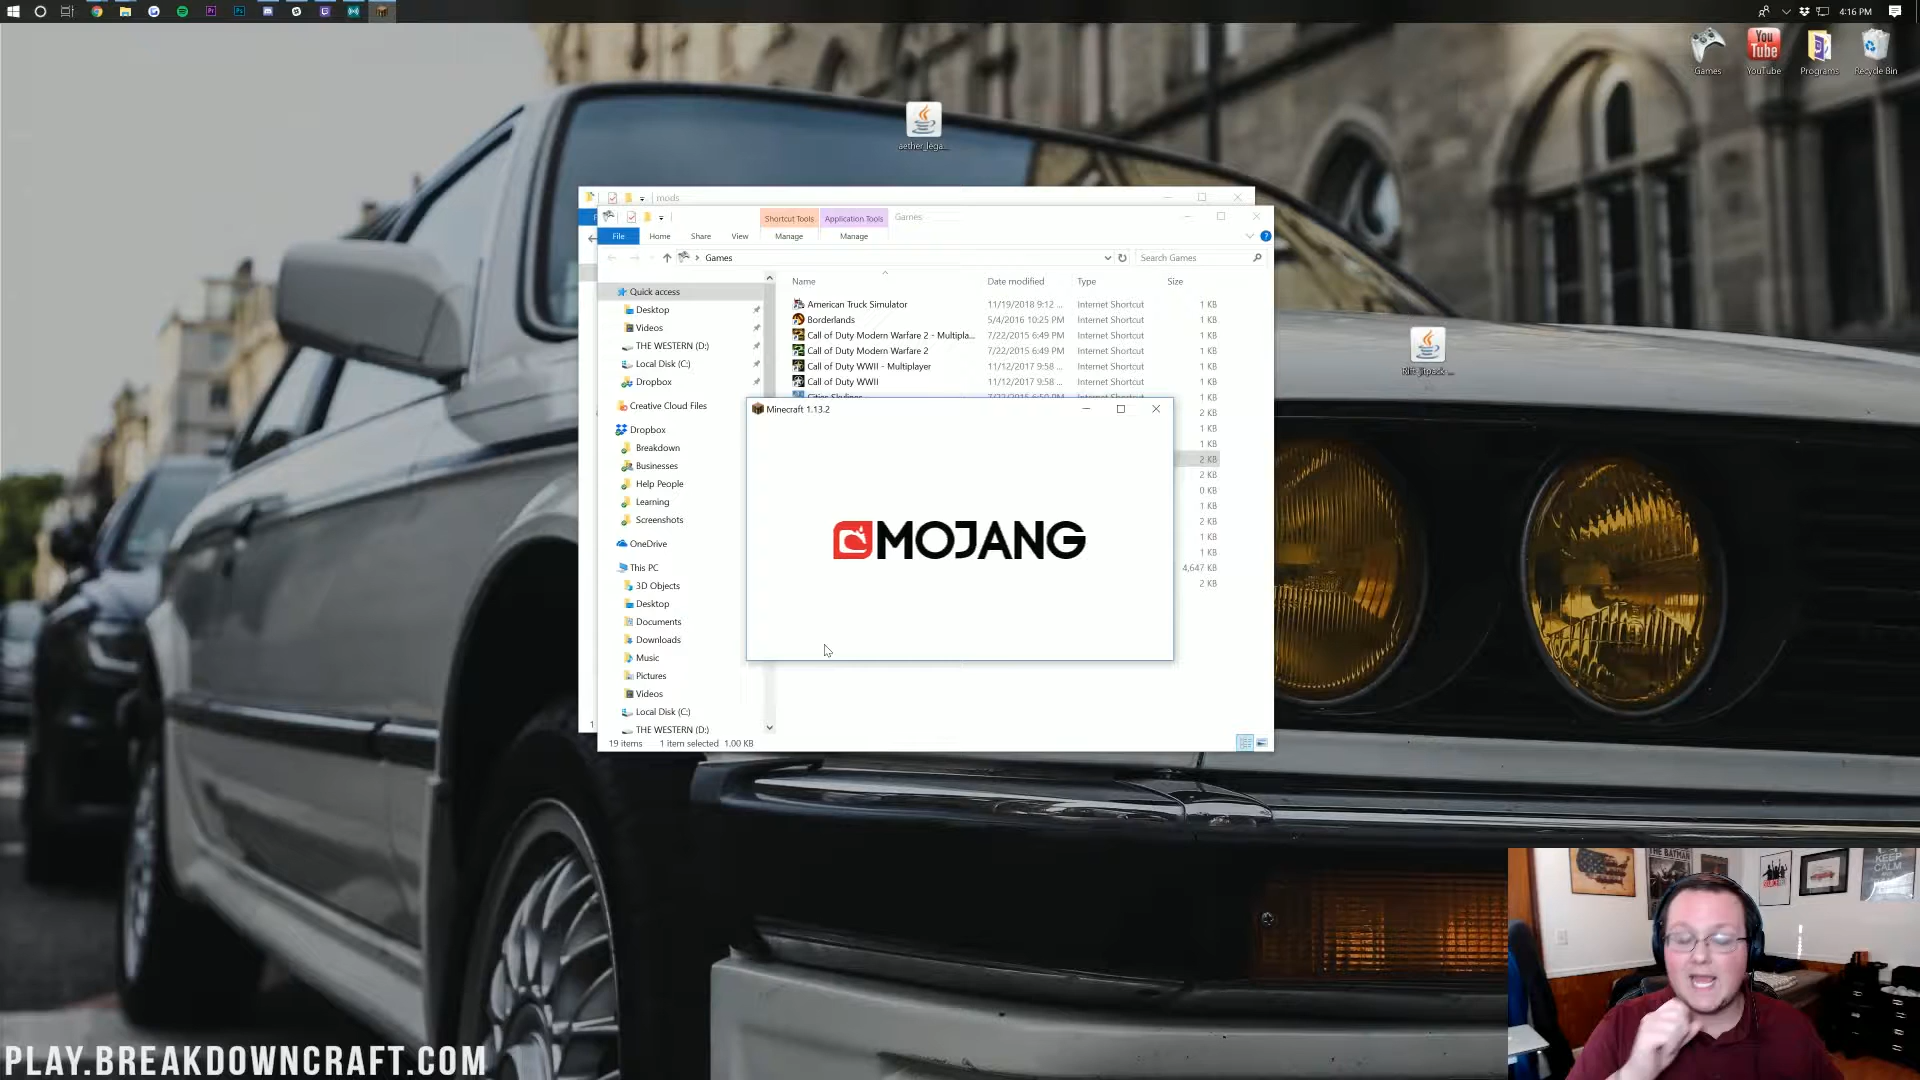 4:16 PM
Games
YouTube
Programs
Recycle Bin
You
Tube
aether_lega...
mods
Shortcut Tools
Application Tools
Games
File
Home
Share
View
Manage
Manage
Games
Search Games
Name
Date modified
Type
Size
Quick access
Desktop
Videos
THE WESTERN (D:)
Local Disk (C:)
Dropbox
Creative Cloud Files
Dropbox
Breakdown
Businesses
Help People
Learning
Screenshots
OneDrive
This PC
3D Objects
Desktop
Documents
Downloads
Music
Pictures
Videos
Local Disk (C:)
THE WESTERN (D:)
American Truck Simulator 11/19/2018 9:12 ... Internet Shortcut 1 KB
Borderlands 5/4/2016 10:25 PM Internet Shortcut 1 KB
Call of Duty Modern Warfare 2 - Multipla... 7/22/2015 6:49 PM Internet Shortcut 1 KB
Call of Duty Modern Warfare 2 7/22/2015 6:49 PM Internet Shortcut 1 KB
Call of Duty WWII - Multiplayer 11/12/2017 9:58 ... Internet Shortcut 1 KB
Call of Duty WWII 11/12/2017 9:58 ... Internet Shortcut 1 KB
2 KB
1 KB
1 KB
2 KB
2 KB
0 KB
1 KB
2 KB
1 KB
1 KB
4,647 KB
2 KB
Minecraft 1.13.2
MOJANG
19 items 1 item selected 1.00 KB
THE BATMAN
KEEP
CALM
PLAY.BREAKDOWNCRAFT.COM